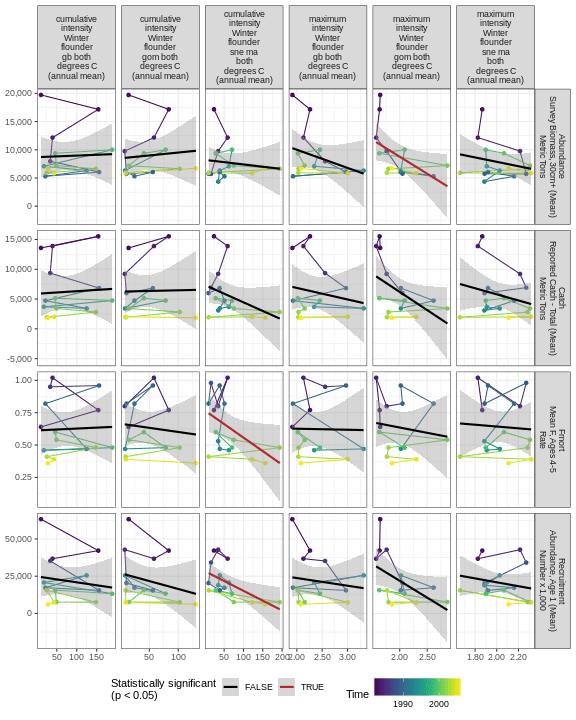 cumulative
intensity
Winter
flounder
gb both
degrees C
(annual mean)
cumulative
intensity
Winter
flounder
gom both
degrees C
(annual mean)
cumulative
intensity
Winter
flounder
sne ma
both
degrees C
(annual mean)
maximum
intensity
Winter
flounder
gb both
degrees C
(annual mean)
maximum
intensity
Winter
flounder
gom both
degrees C
(annual mean)
maximum
intensity
Winter
flounder
sne ma
both
degrees C
(annual mean)
20,000
15,000
10,000
5,000
0
Abundance
Survey Biomass, 30cm+ (Mean)
Metric Tons
15,000
10,000
5,000
0
-5,000
Catch
Reported Catch - Total (Mean)
Metric Tons
1.00
0.75
0.50
0.25
Fmort
Mean F, Ages 4-5
Rate
50,000
25,000
0
Recruitment
Abundance, Age 1 (Mean)
Number x 1,000
50 100 150
50 100
50 100 150 200
2.00 2.50 3.00
2.00 2.50
1.80 2.00 2.20
Statistically significant
(p < 0.05)
FALSE
TRUE
Time
1990 2000